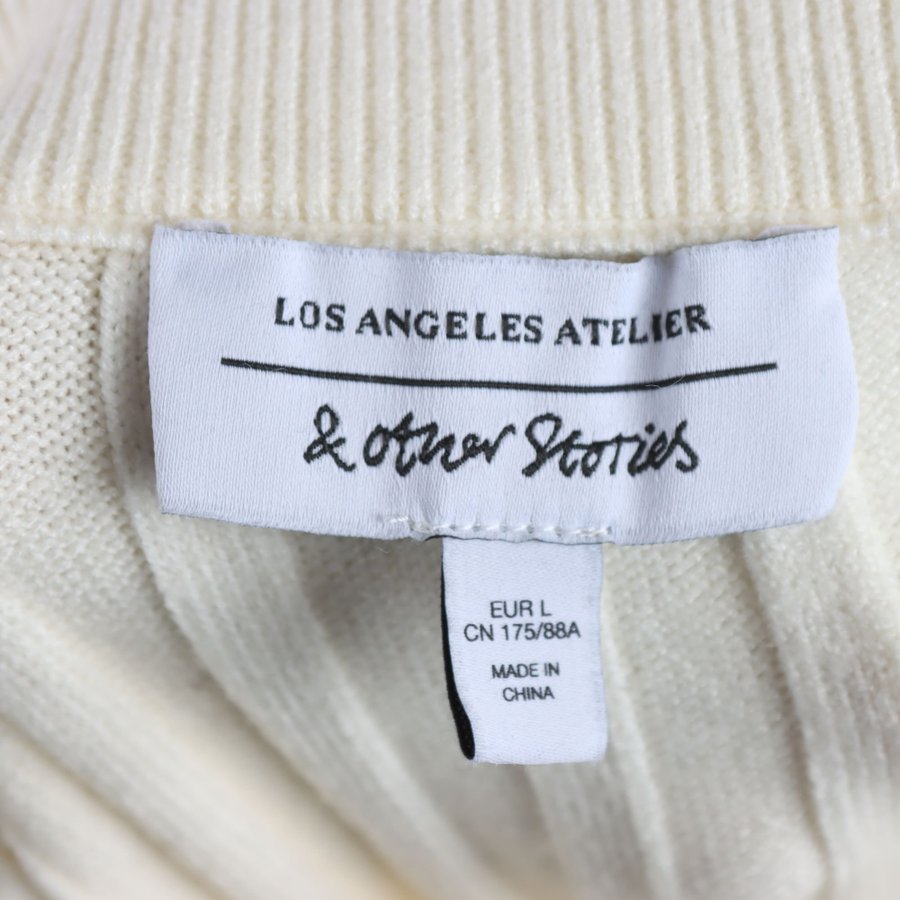 LOS ANGELES ATELIER
& other Stories
EUR L
CN 175/88A
MADE IN
CHINA